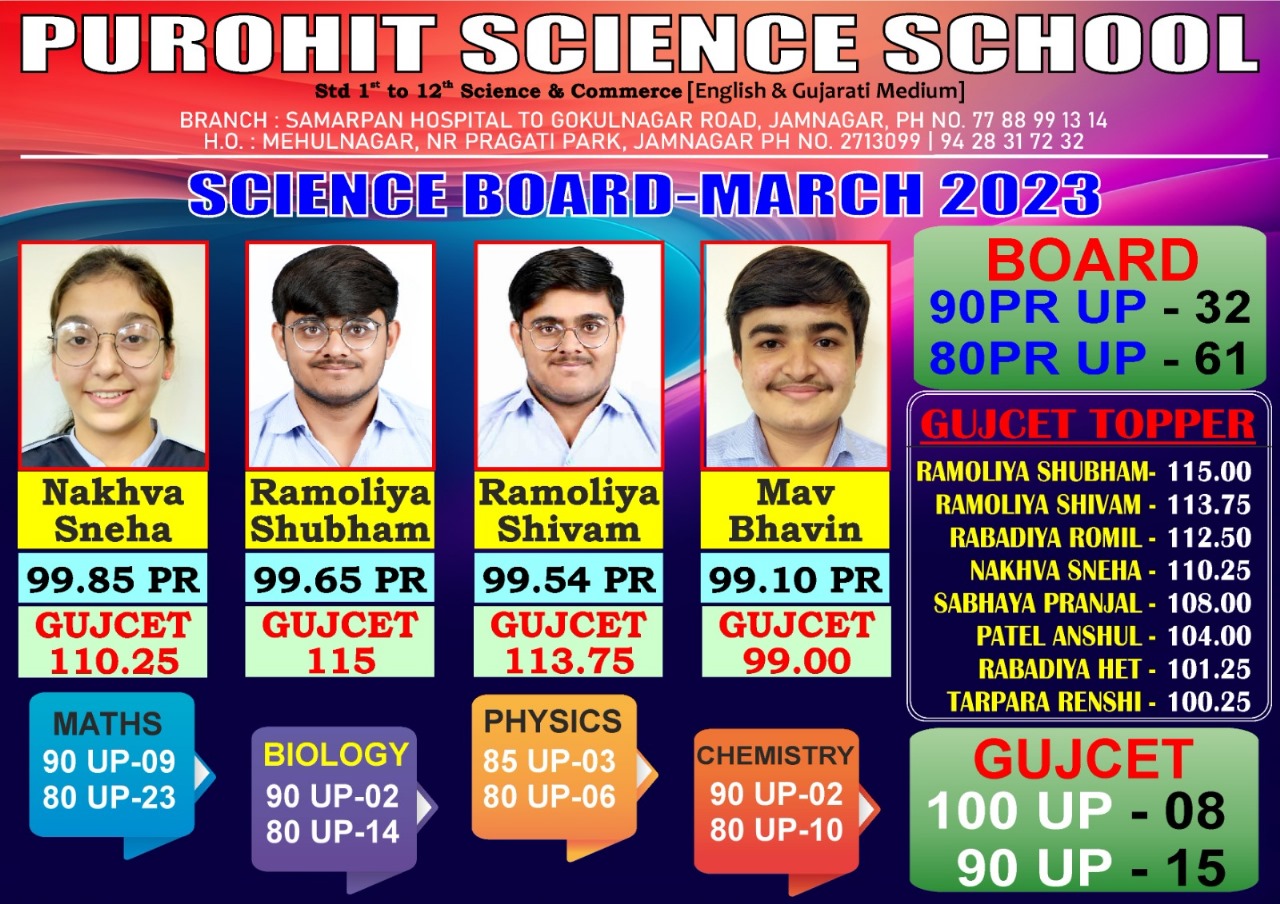 PUROHIT SCIENCE SCHOOL
Std 1st to 12th Science & Commerce [English & Gujarati Medium]
BRANCH : SAMARPAN HOSPITAL TO GOKULNAGAR ROAD, JAMNAGAR, PH NO. 77 88 99 13 14
H.O. : MEHULNAGAR, NR PRAGATI PARK, JAMNAGAR PH NO. 2713099 | 94 28 31 72 32
SCIENCE BOARD-MARCH 2023
Nakhva
Sneha
99.85 PR
GUJCET
110.25
Ramoliya
Shubham
99.65 PR
GUJCET
115
Ramoliya
Shivam
99.54 PR
GUJCET
113.75
Mav
Bhavin
99.10 PR
GUJCET
99.00
BOARD
90PR UP - 32
80PR UP - 61
GUJCET TOPPER
RAMOLIYA SHUBHAM- 115.00
RAMOLIYA SHIVAM - 113.75
RABADIYA ROMIL - 112.50
NAKHVA SNEHA - 110.25
SABHAYA PRANJAL - 108.00
PATEL ANSHUL - 104.00
RABADIYA HET - 101.25
TARPARA RENSHI - 100.25
MATHS
90 UP-09
80 UP-23
BIOLOGY
90 UP-02
80 UP-14
PHYSICS
85 UP-03
80 UP-06
CHEMISTRY
90 UP-02
80 UP-10
GUJCET
100 UP - 08
90 UP - 15